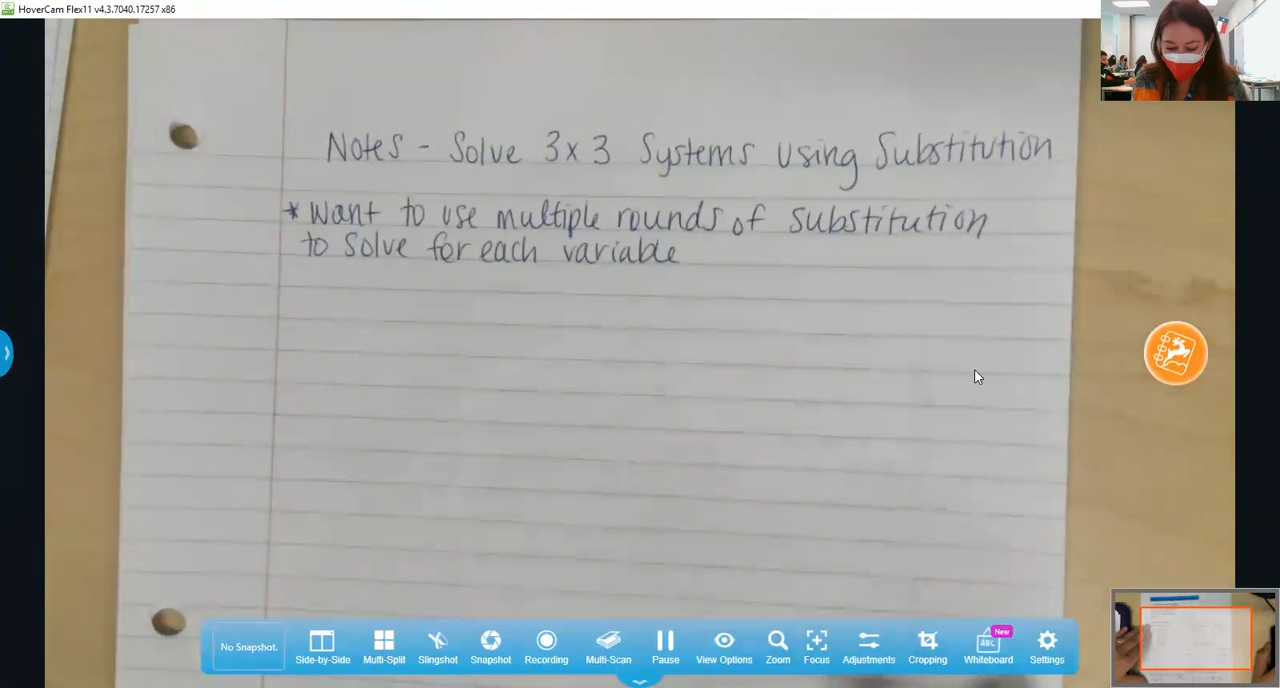 HoverCam Flex11 v4.3.7040.17257 x86
Notes - Solve 3x3 Systems using Substitution
* Want to use multiple rounds of substitution
to solve for each variable
No Snapshot.
Side-by-Side
Multi-Split
Slingshot
Snapshot
Recording
Multi-Scan
Pause
View Options
Zoom
Focus
Adjustments
Cropping
New
ABC
Whiteboard
Settings